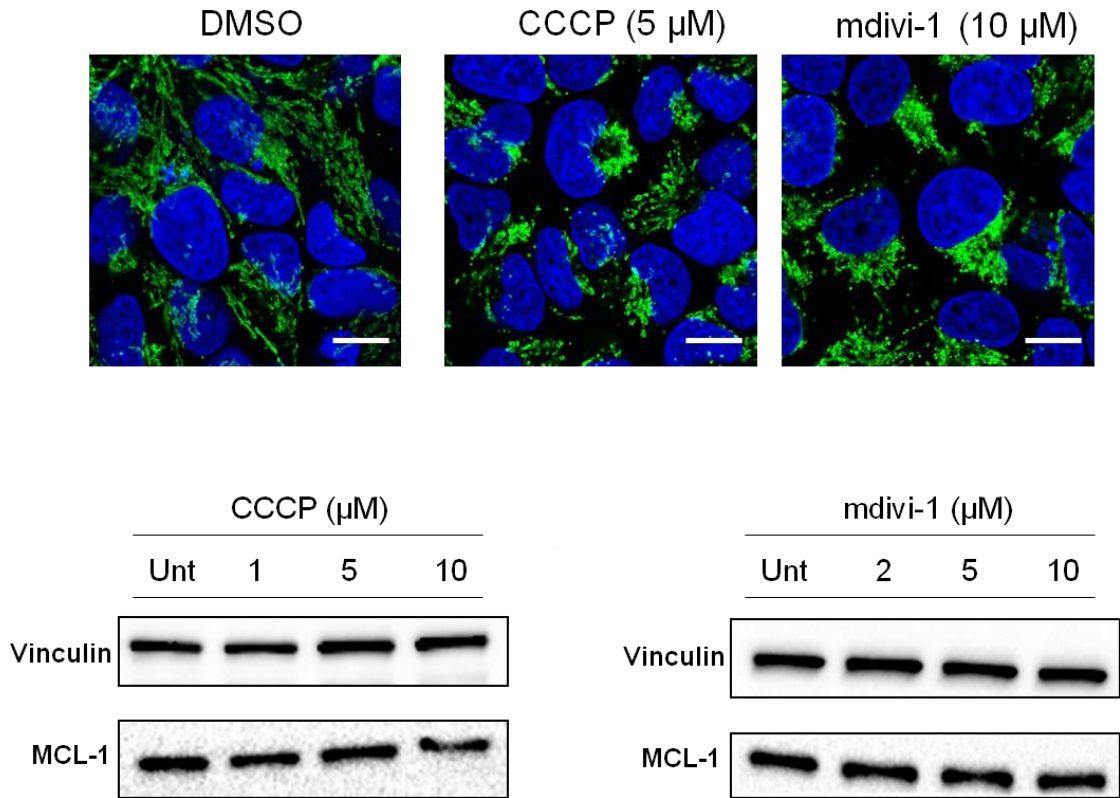 DMSO
CCCP (5 µM)
mdivi-1 (10 µM)
CCCP (µM)
Unt 1 5 10
Vinculin
MCL-1
mdivi-1 (µM)
Unt 2 5 10
Vinculin
MCL-1